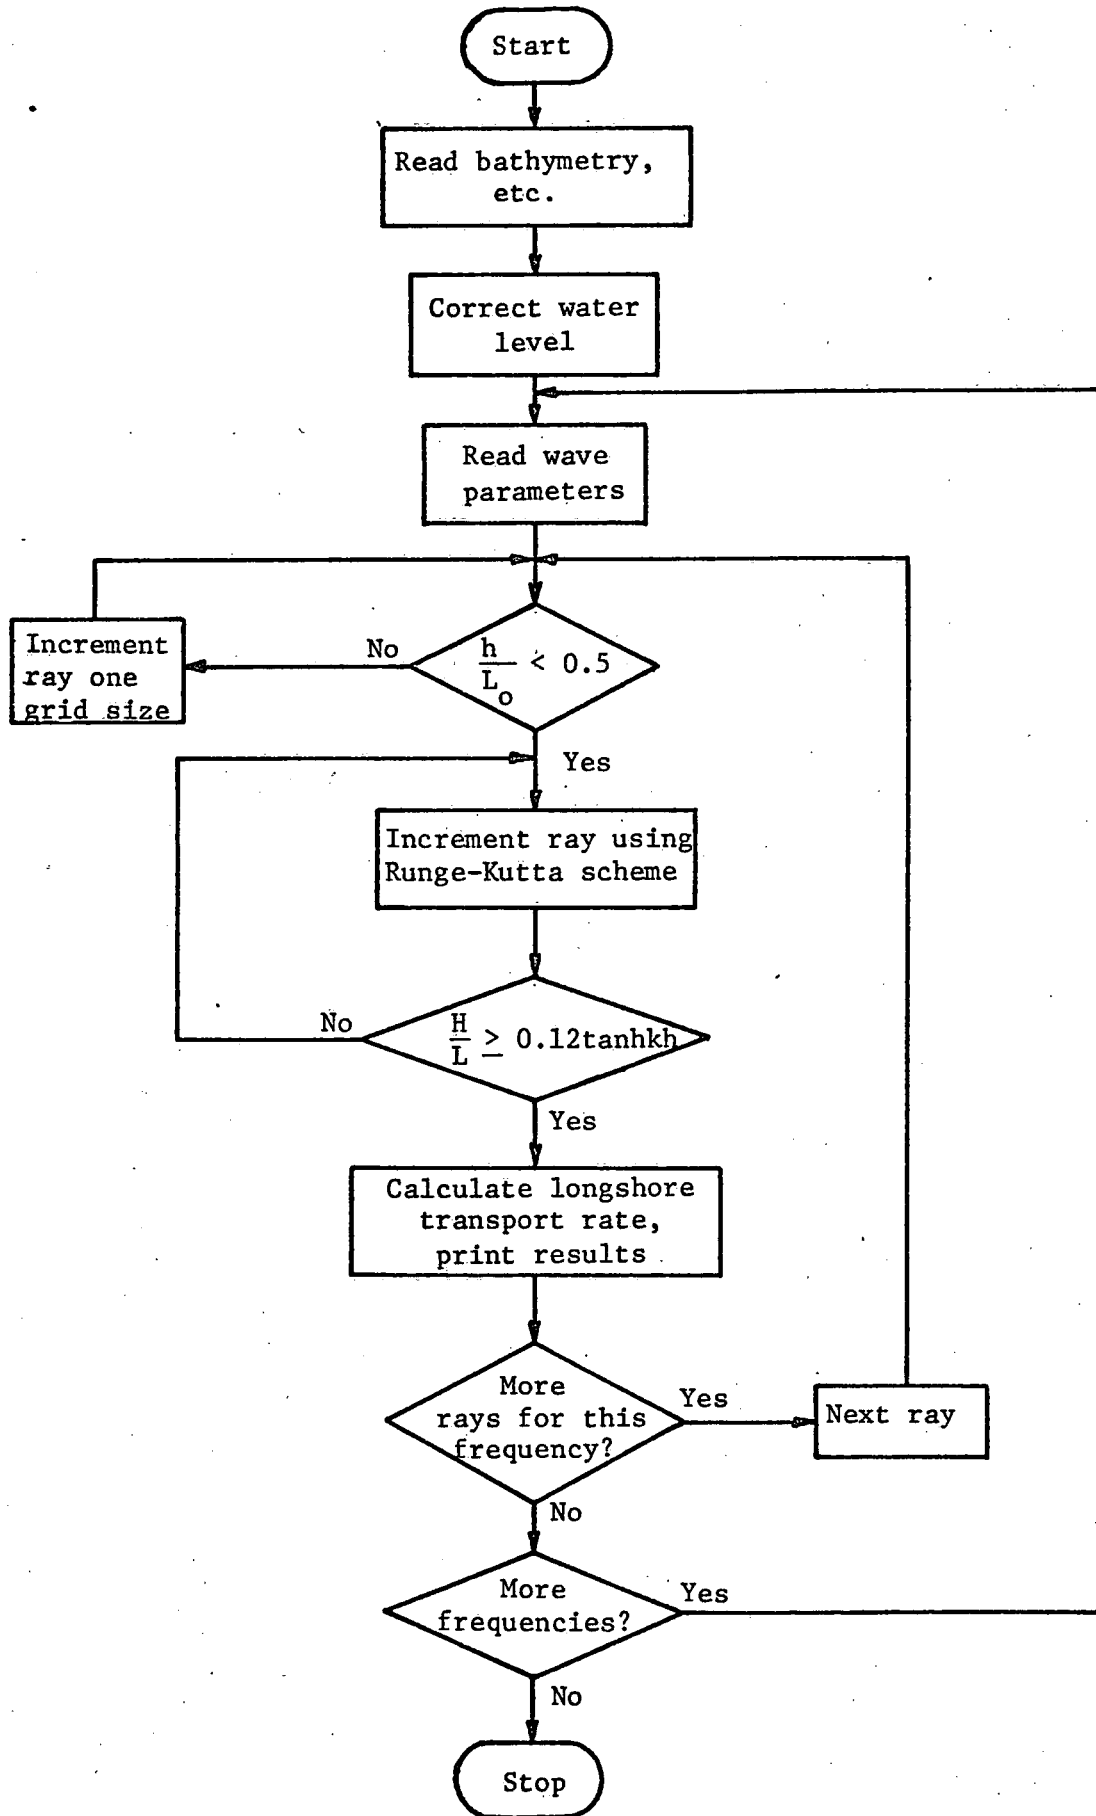 Start
Read bathymetry,
etc.
Correct water
level
Read wave
parameters
Increment
ray one
grid size
No
h/L_o < 0.5
Yes
Increment ray using
Runge-Kutta scheme
No
H/L ≥ 0.12tanhkh
Yes
Calculate longshore
transport rate,
print results
More
rays for this
frequency?
Yes
Next ray
No
More
frequencies?
Yes
No
Stop